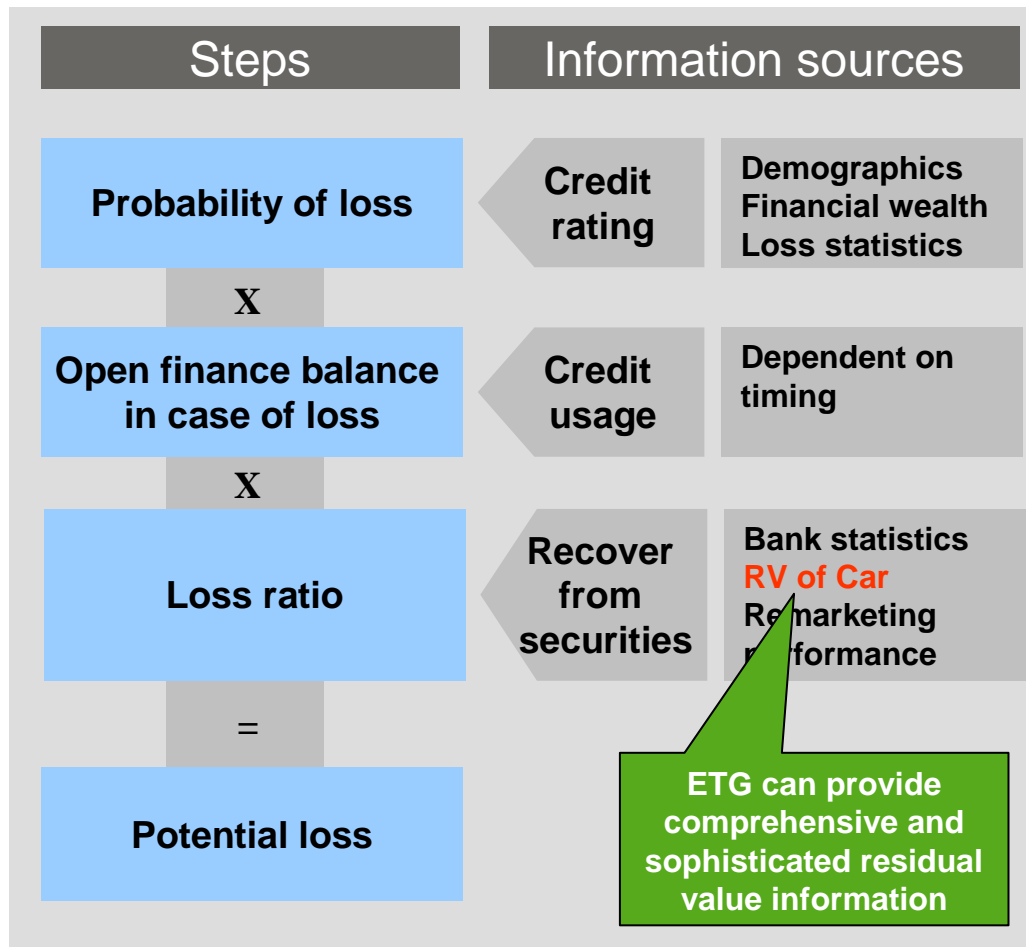 Steps
Information sources
Probability of loss
Credit
rating
Demographics
Financial wealth
Loss statistics
X
Open finance balance
in case of loss
Credit
usage
Dependent on
timing
X
Loss ratio
Recover
from
securities
Bank statistics
RV of Car
Remarketing
performance
=
Potential loss
ETG can provide
comprehensive and
sophisticated residual
value information